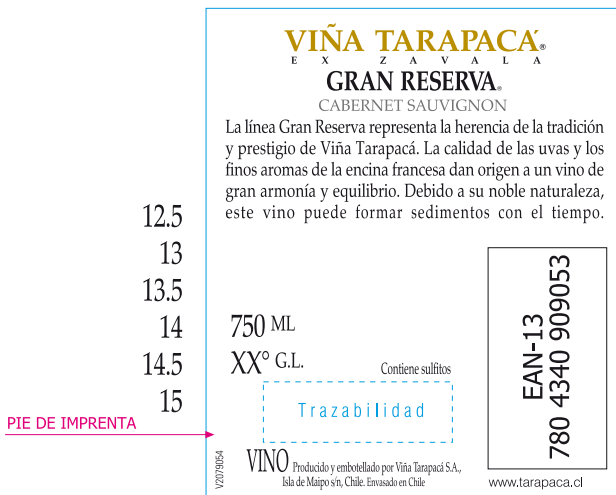 VIÑA TARAPACÁ®
EX ZAVALA
GRAN RESERVA®
CABERNET SAUVIGNON
La línea Gran Reserva representa la herencia de la tradición
y prestigio de Viña Tarapacá. La calidad de las uvas y los
finos aromas de la encina francesa dan origen a un vino de
gran armonía y equilibrio. Debido a su noble naturaleza,
este vino puede formar sedimentos con el tiempo.
12.5
13
13.5
14
14.5
15
PIE DE IMPRENTA
750 ML
XX° G.L.
Contiene sulfitos
Trazabilidad
V2079054
VINO Producido y embotellado por Viña Tarapacá S.A.,
Isla de Maipo s/n, Chile. Envasado en Chile
EAN-13
780 4340 909053
www.tarapaca.cl